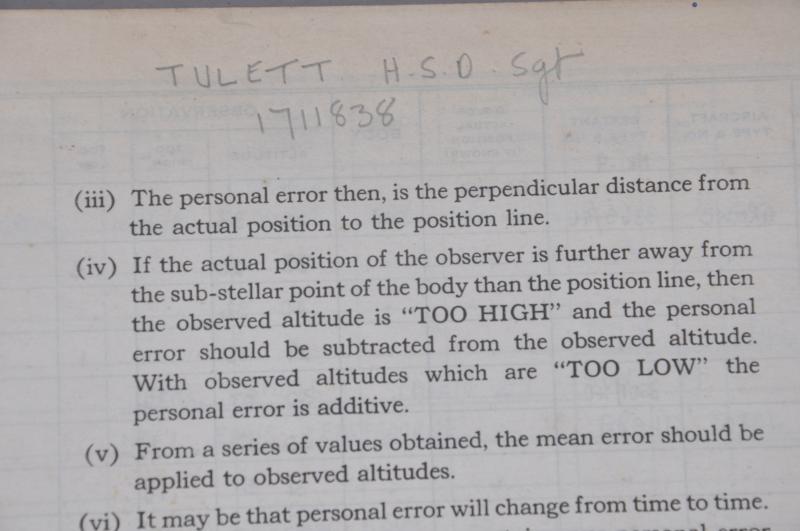 TULETT H.S.D. Sgt
1711838
(iii) The personal error then, is the perpendicular distance from
the actual position to the position line.
(iv) If the actual position of the observer is further away from
the sub-stellar point of the body than the position line, then
the observed altitude is “TOO HIGH” and the personal
error should be subtracted from the observed altitude.
With observed altitudes which are “TOO LOW” the
personal error is additive.
(v) From a series of values obtained, the mean error should be
applied to observed altitudes.
(vi) It may be that personal error will change from time to time.
personal error